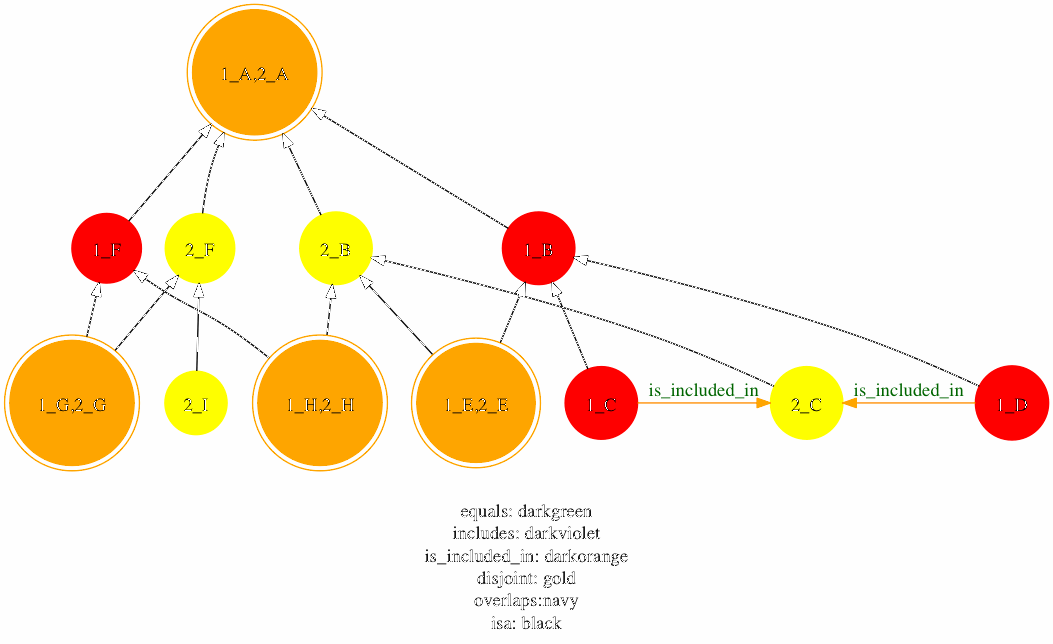 1_A,2_A
1_F
2_F
2_B
1_B
1_G,2_G
2_I
1_H,2_H
1_E,2_E
1_C
is_included_in
2_C
is_included_in
1_D
equals: darkgreen
includes: darkviolet
is_included_in: darkorange
disjoint: gold
overlaps:navy
isa: black